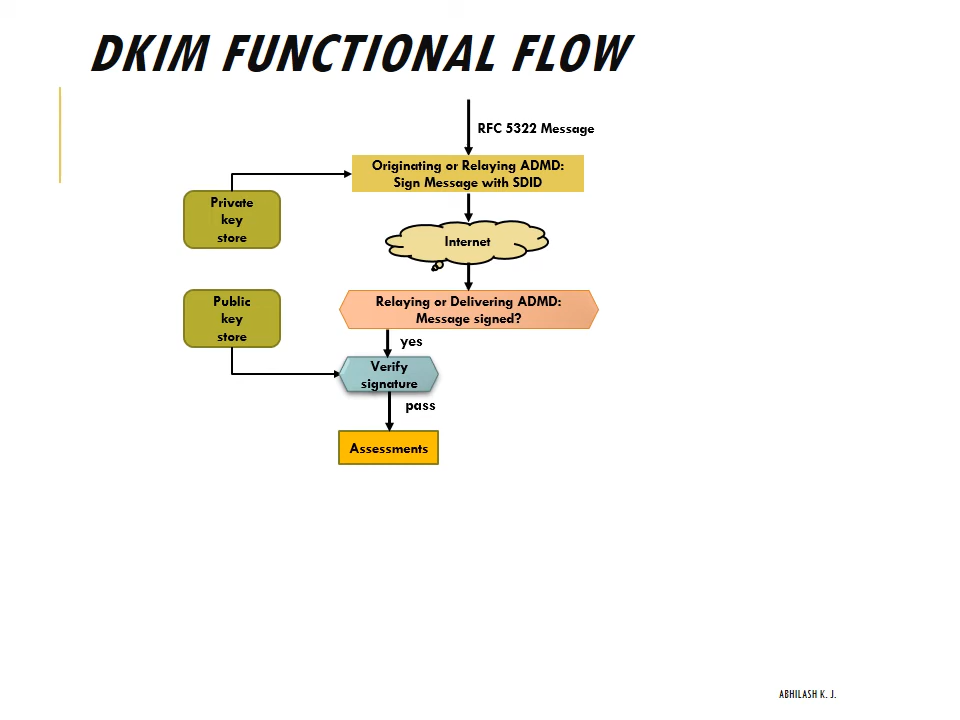 DKIM FUNCTIONAL FLOW
RFC 5322 Message
Originating or Relaying ADMD:
Sign Message with SDID
Private
key
store
Internet
Public
key
store
Relaying or Delivering ADMD:
Message signed?
yes
Verify
signature
pass
Assessments
ABHILASH K. J.